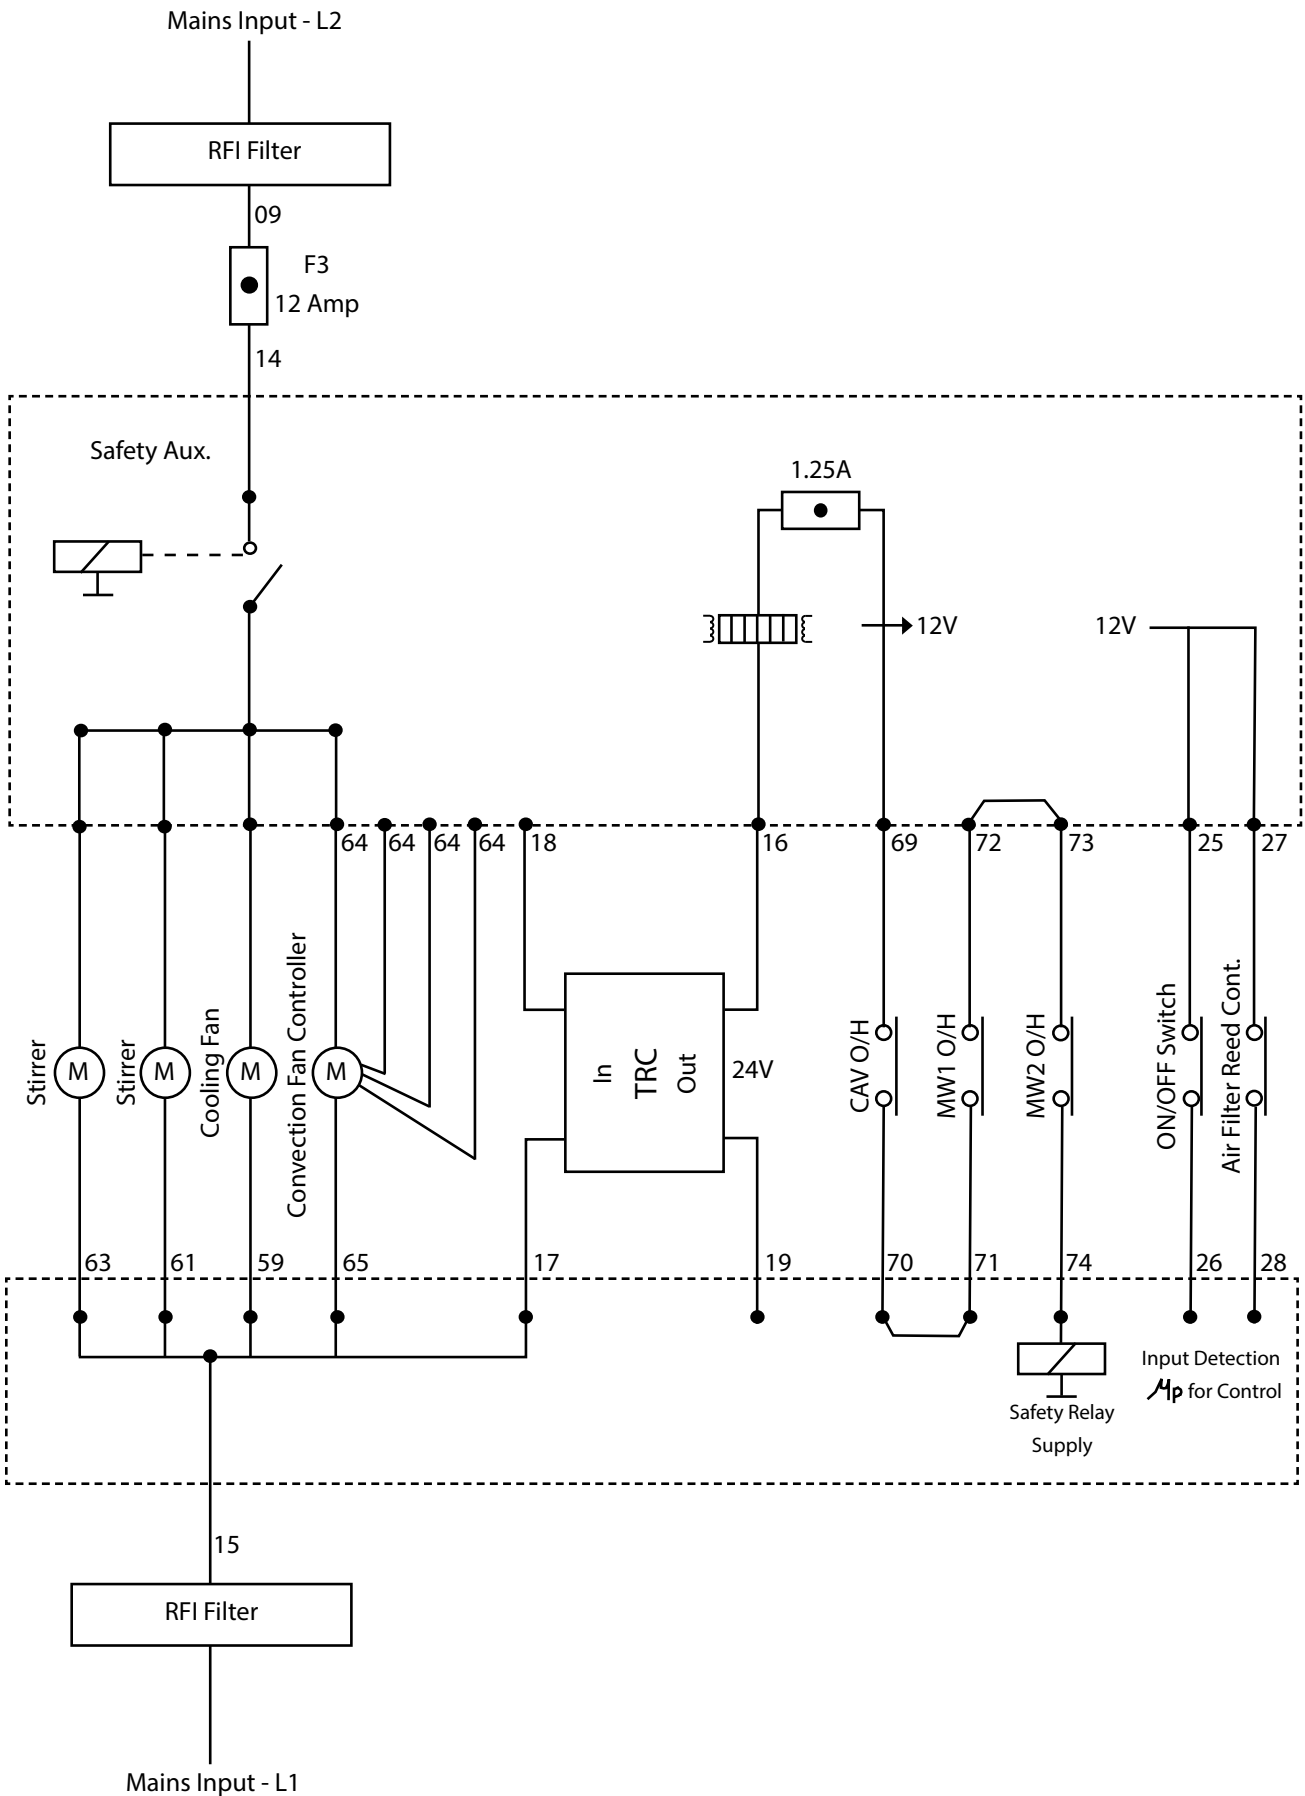 Mains Input - L2
RFI Filter
09
F3
12 Amp
14
Safety Aux.
1.25A
12V
12V
64
64
64
64
18
16
69
72
73
25
27
Stirrer
M
Stirrer
M
Cooling Fan
M
Convection Fan Controller
M
In
TRC
Out
24V
CAV O/H
MW1 O/H
MW2 O/H
ON/OFF Switch
Air Filter Reed Cont.
63
61
59
65
17
19
70
71
74
26
28
Input Detection
μp for Control
Safety Relay
Supply
15
RFI Filter
Mains Input - L1